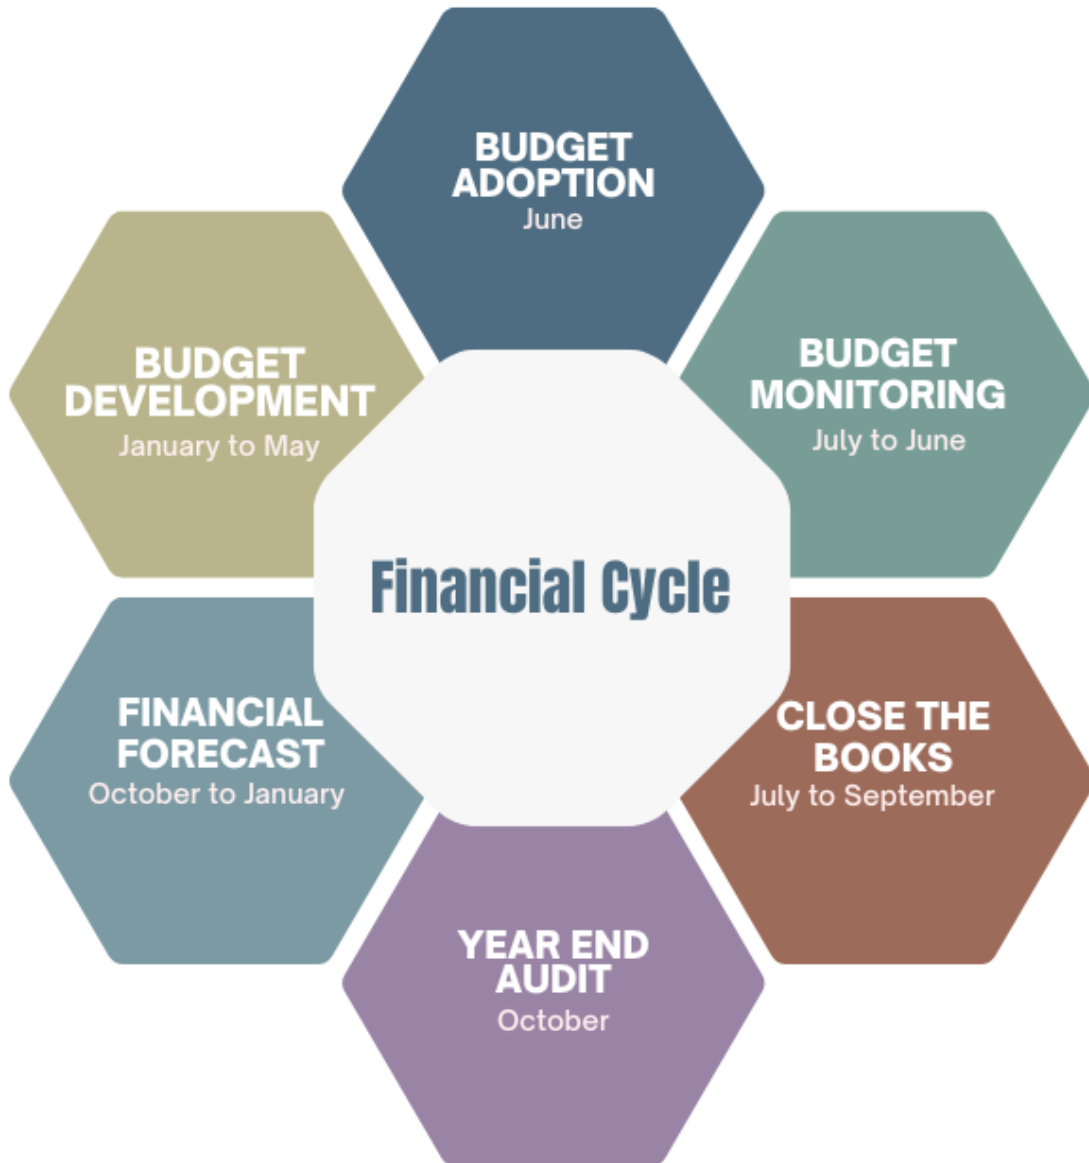 BUDGET
ADOPTION
June
BUDGET
MONITORING
July to June
CLOSE THE
BOOKS
July to September
YEAR END
AUDIT
October
FINANCIAL
FORECAST
October to January
BUDGET
DEVELOPMENT
January to May
Financial Cycle